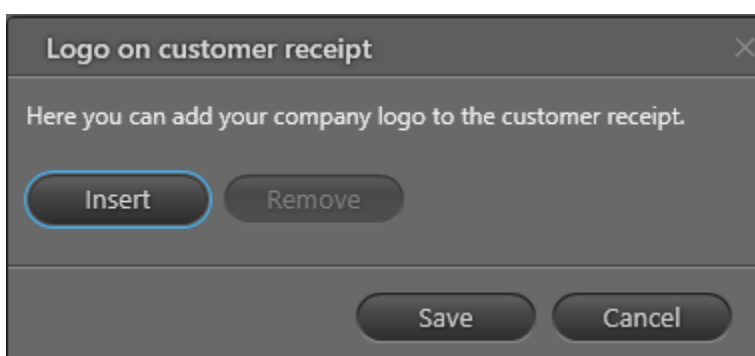 Logo on customer receipt
Here you can add your company logo to the customer receipt.
Insert Remove
Save Cancel